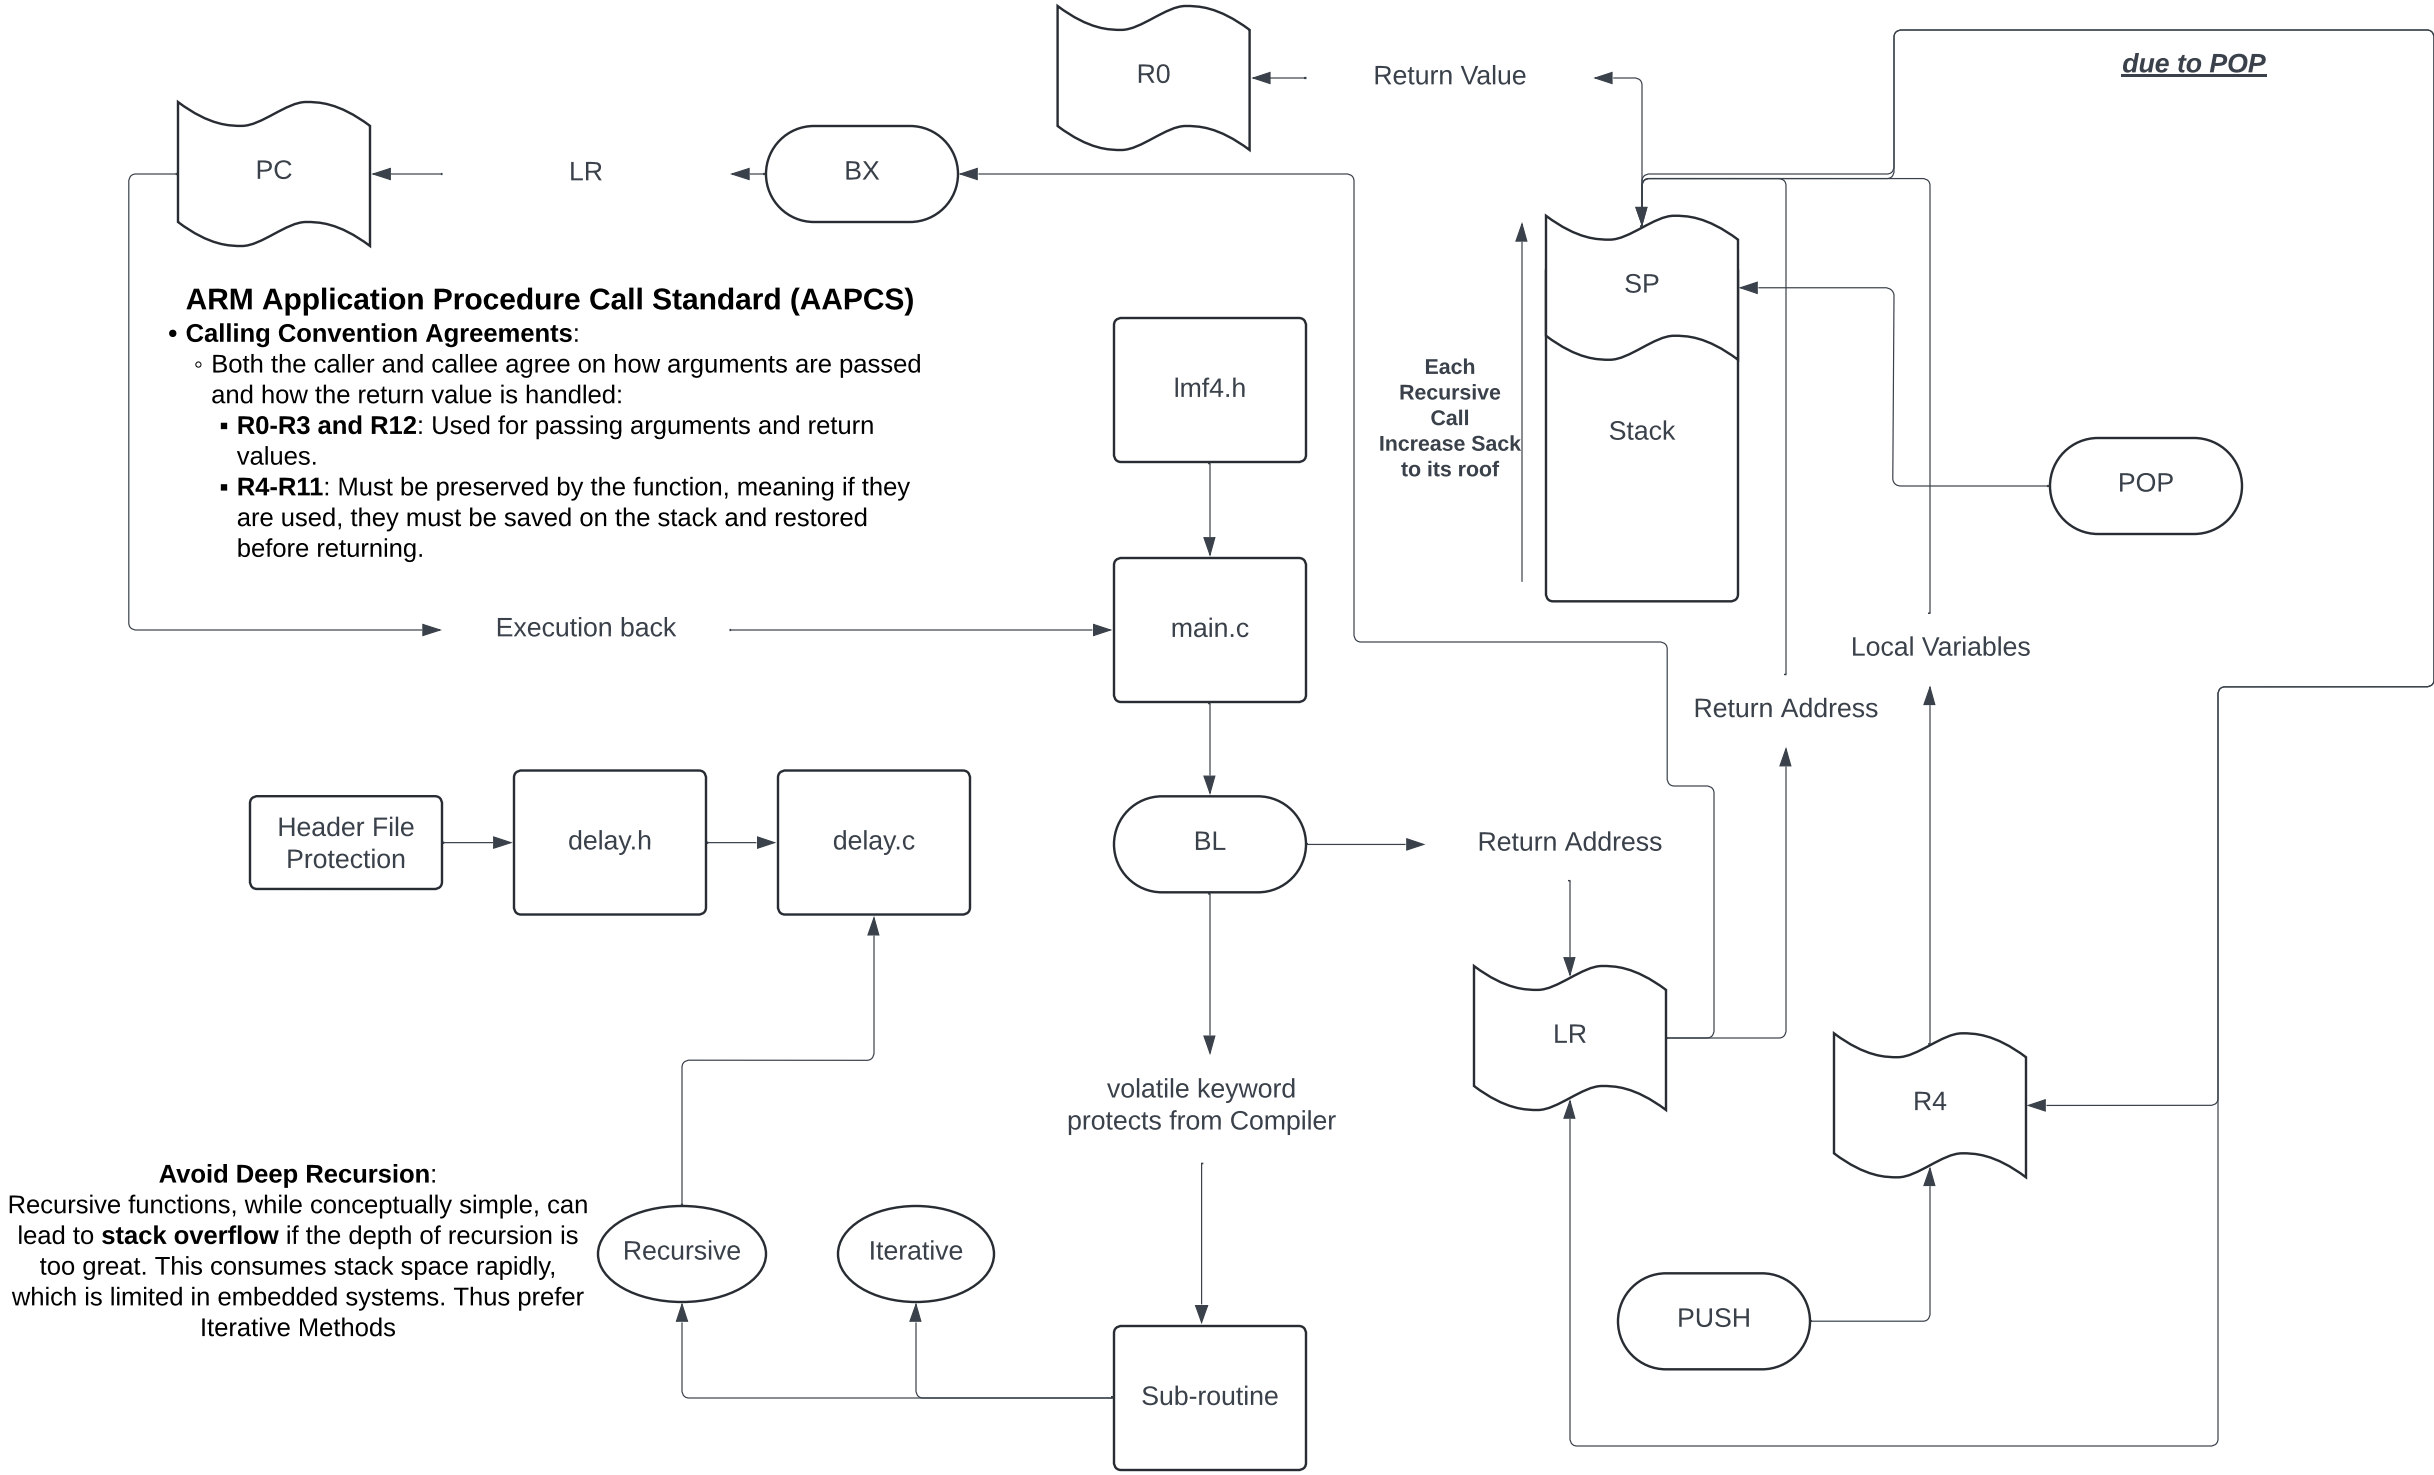 R0
Return Value
due to POP
PC
LR
BX
SP
ARM Application Procedure Call Standard (AAPCS)
• Calling Convention Agreements:
◦ Both the caller and callee agree on how arguments are passed
and how the return value is handled:
▪ R0-R3 and R12: Used for passing arguments and return
values.
▪ R4-R11: Must be preserved by the function, meaning if they
are used, they must be saved on the stack and restored
before returning.
lmf4.h
Each
Recursive
Call
Increase Sack
to its roof
Stack
POP
Execution back
main.c
Local Variables
Return Address
Header File
Protection
delay.h
delay.c
BL
Return Address
LR
R4
volatile keyword
protects from Compiler
Avoid Deep Recursion:
Recursive functions, while conceptually simple, can
lead to stack overflow if the depth of recursion is
too great. This consumes stack space rapidly,
which is limited in embedded systems. Thus prefer
Iterative Methods
Recursive
Iterative
PUSH
Sub-routine